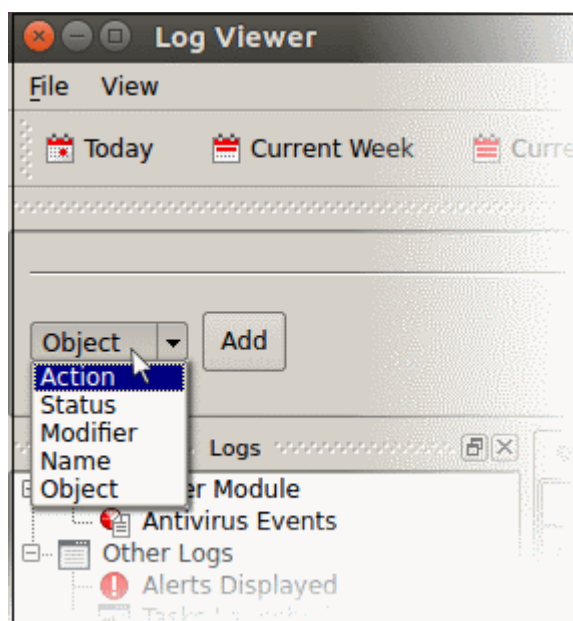 Log Viewer
File View
Today Current Week
Object Add
Action
Status
Modifier
Name
Object
Logs
Module
Antivirus Events
Other Logs
Alerts Displayed